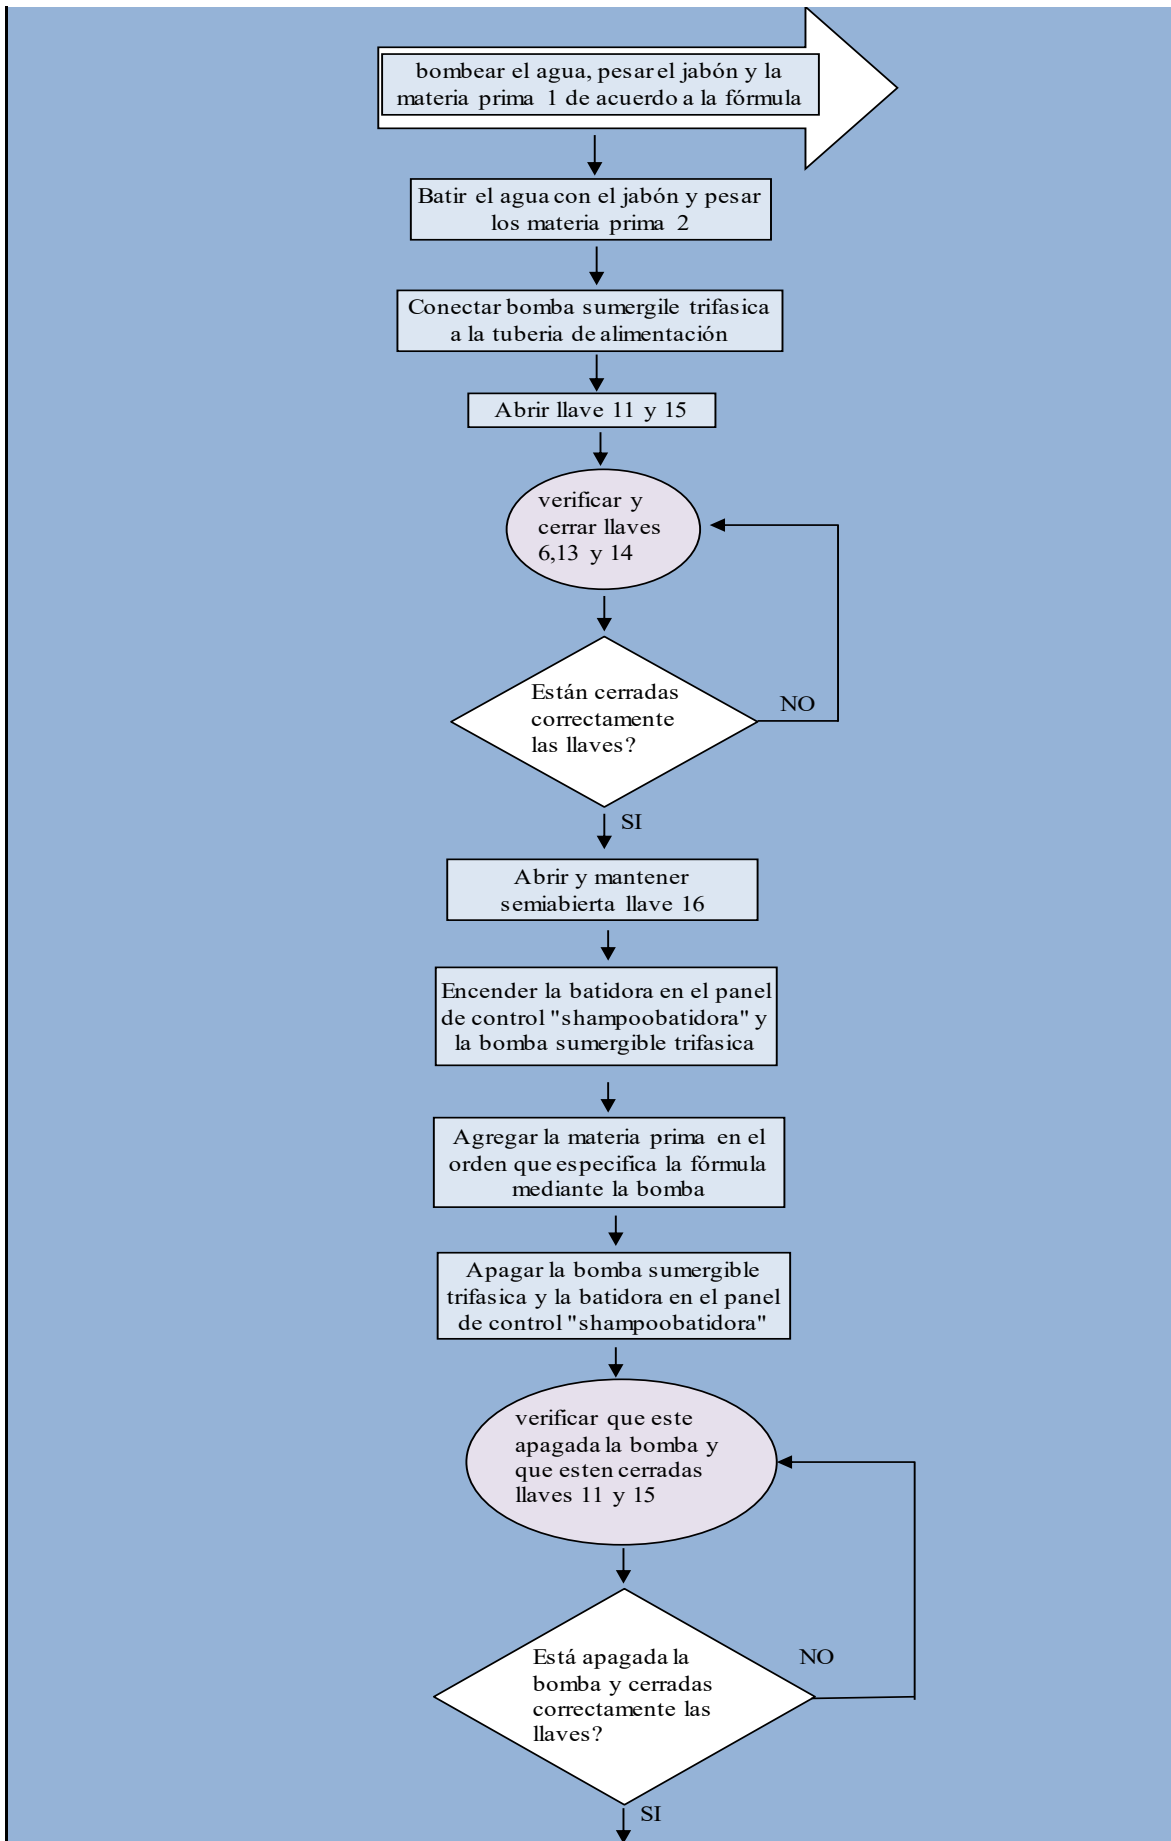 bombear el agua, pesar el jabón y la
materia prima 1 de acuerdo a la fórmula
Batir el agua con el jabón y pesar
los materia prima 2
Conectar bomba sumergile trifasica
a la tuberia de alimentación
Abrir llave 11 y 15
verificar y
cerrar llaves
6,13 y 14
Están cerradas
correctamente
las llaves?
NO
SI
Abrir y mantener
semiabierta llave 16
Encender la batidora en el panel
de control "shampoobatidora" y
la bomba sumergible trifasica
Agregar la materia prima en el
orden que especifica la fórmula
mediante la bomba
Apagar la bomba sumergible
trifasica y la batidora en el panel
de control "shampoobatidora"
verificar que este
apagada la bomba y
que esten cerradas
llaves 11 y 15
Está apagada la
bomba y cerradas
correctamente las
llaves?
NO
SI